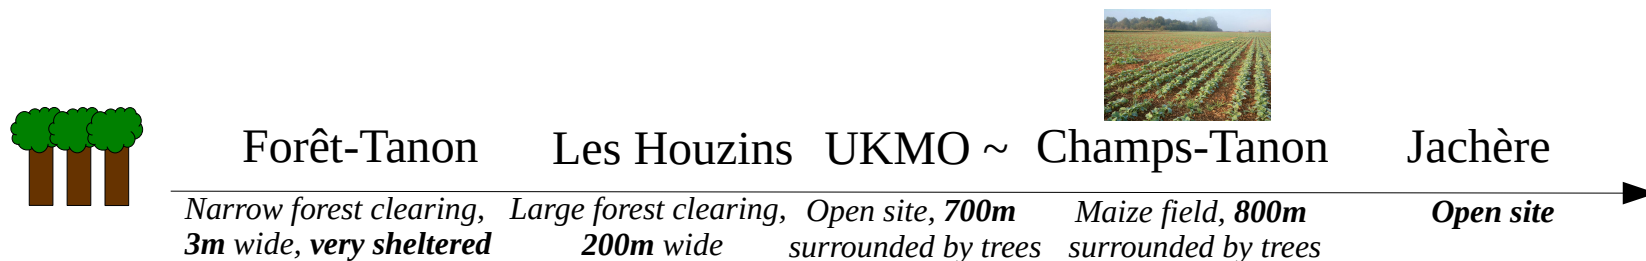 Forêt-Tanon Les Houzins UKMO ~ Champs-Tanon Jachère
Narrow forest clearing, Large forest clearing, Open site, 700m Maize field, 800m Open site
3m wide, very sheltered 200m wide surrounded by trees surrounded by trees